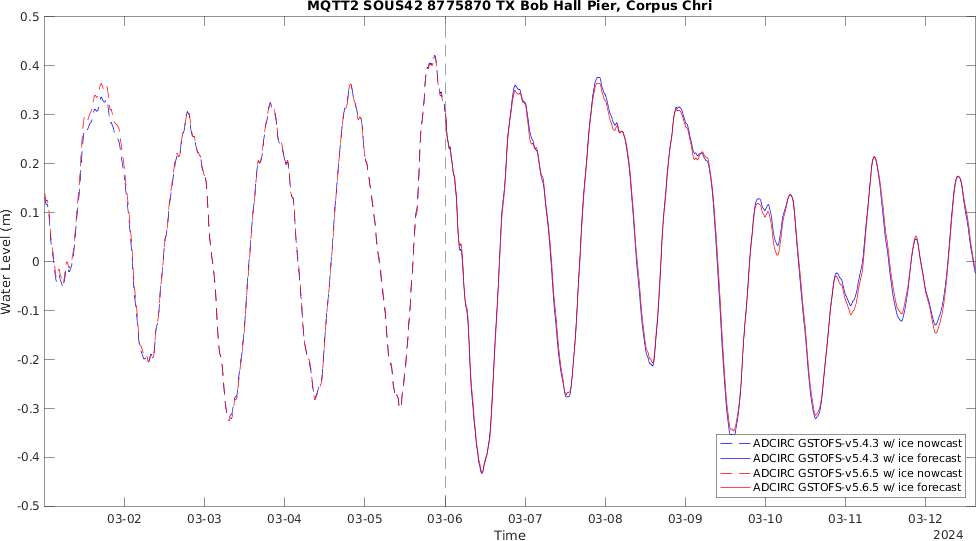 MQTT2 SOUS42 8775870 TX Bob Hall Pier, Corpus Chri
0.5
0.4
0.3
0.2
0.1
0
-0.1
-0.2
-0.3
-0.4
-0.5
Water Level (m)
ADCIRC GSTOFS-v5.4.3 w/ ice nowcast
ADCIRC GSTOFS-v5.4.3 w/ ice forecast
ADCIRC GSTOFS-v5.6.5 w/ ice nowcast
ADCIRC GSTOFS-v5.6.5 w/ ice forecast
03-02 03-03 03-04 03-05 03-06 03-07 03-08 03-09 03-10 03-11 03-12
Time
2024